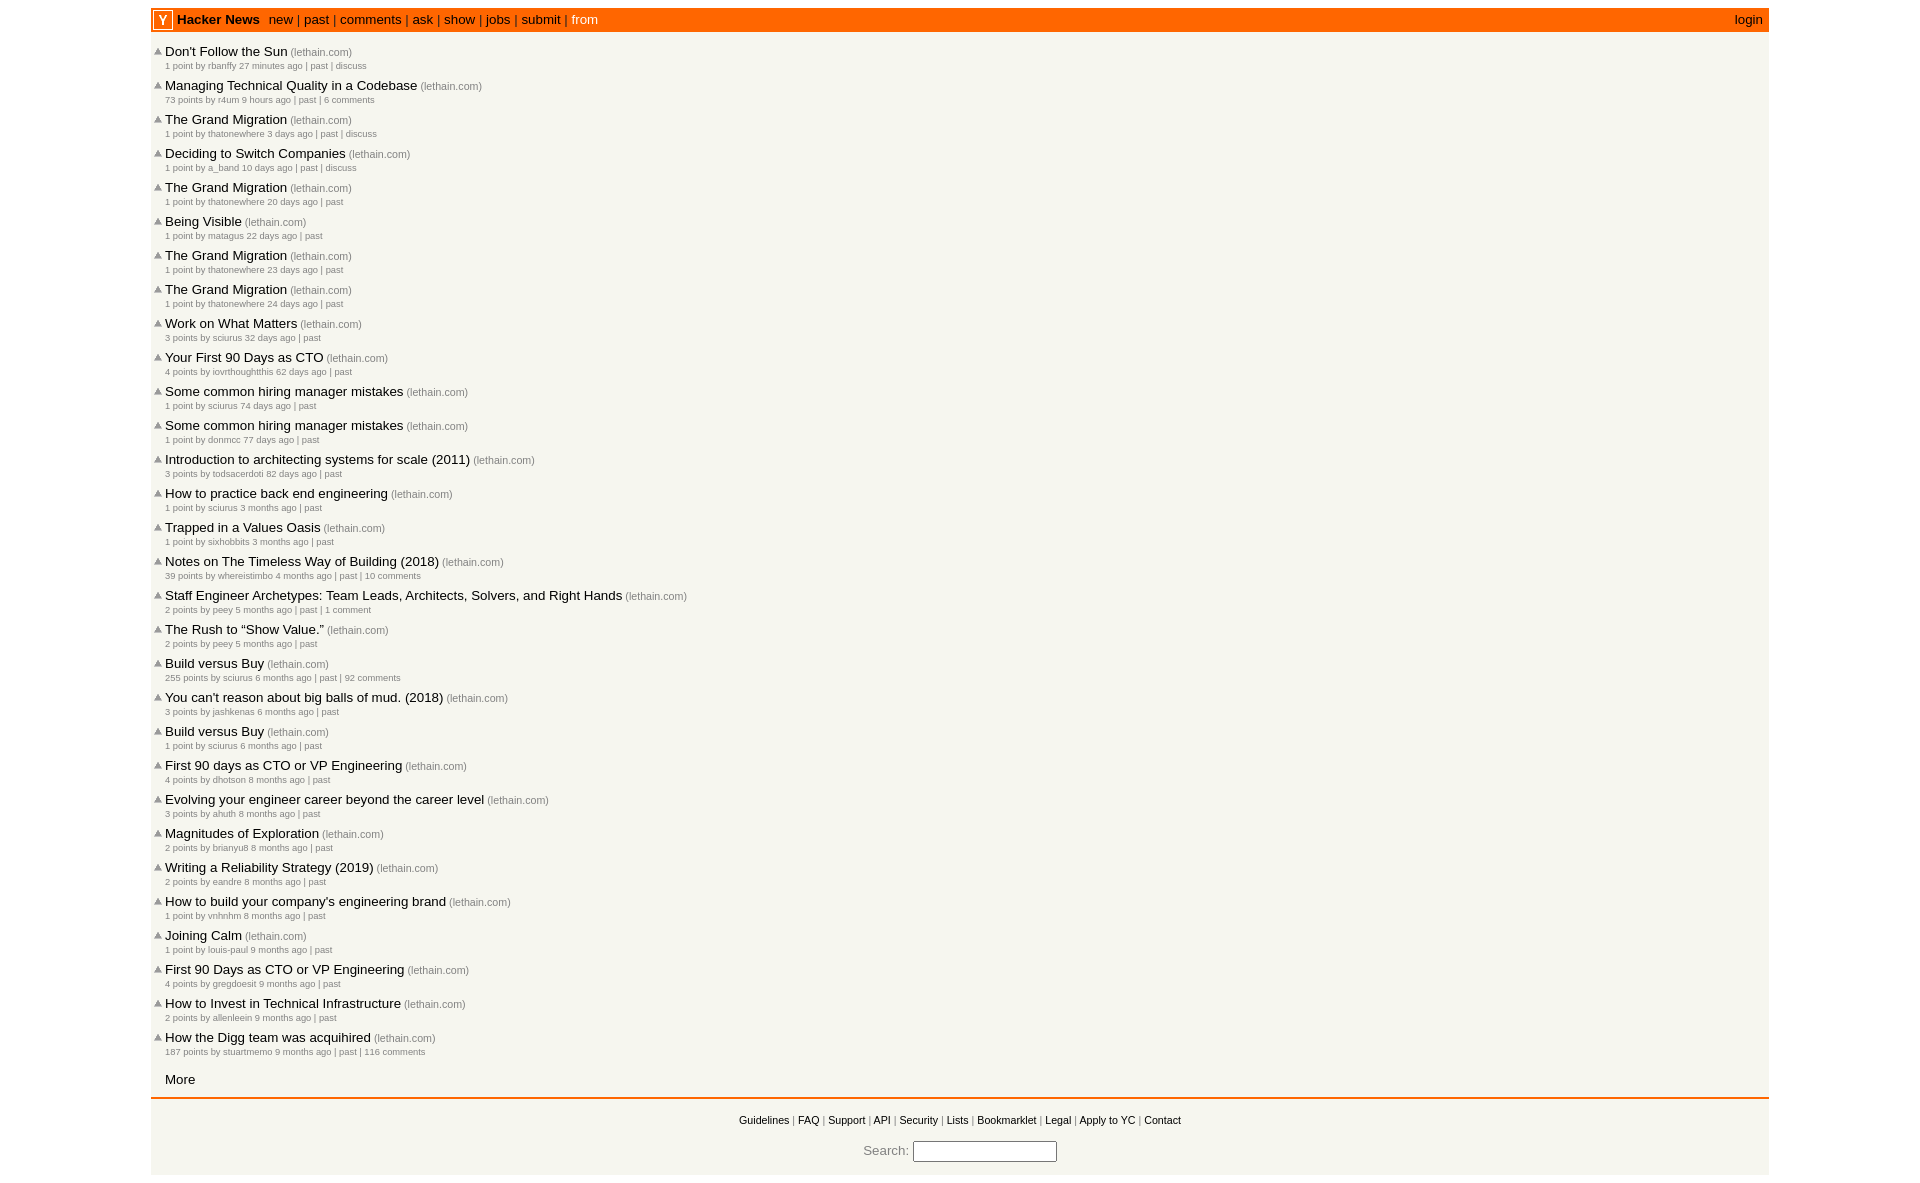 Y Hacker News new | past | comments | ask | show | jobs | submit | from login
Don't Follow the Sun (lethain.com)
1 point by rbanffy 27 minutes ago | past | discuss
Managing Technical Quality in a Codebase (lethain.com)
73 points by r4um 9 hours ago | past | 6 comments
The Grand Migration (lethain.com)
1 point by thatonewhere 3 days ago | past | discuss
Deciding to Switch Companies (lethain.com)
1 point by a_band 10 days ago | past | discuss
The Grand Migration (lethain.com)
1 point by thatonewhere 20 days ago | past
Being Visible (lethain.com)
1 point by matagus 22 days ago | past
The Grand Migration (lethain.com)
1 point by thatonewhere 23 days ago | past
The Grand Migration (lethain.com)
1 point by thatonewhere 24 days ago | past
Work on What Matters (lethain.com)
3 points by sciurus 32 days ago | past
Your First 90 Days as CTO (lethain.com)
4 points by iovrthoughtthis 62 days ago | past
Some common hiring manager mistakes (lethain.com)
1 point by sciurus 74 days ago | past
Some common hiring manager mistakes (lethain.com)
1 point by donmcc 77 days ago | past
Introduction to architecting systems for scale (2011) (lethain.com)
3 points by todsacerdoti 82 days ago | past
How to practice back end engineering (lethain.com)
1 point by sciurus 3 months ago | past
Trapped in a Values Oasis (lethain.com)
1 point by sixhobbits 3 months ago | past
Notes on The Timeless Way of Building (2018) (lethain.com)
39 points by whereistimbo 4 months ago | past | 10 comments
Staff Engineer Archetypes: Team Leads, Architects, Solvers, and Right Hands (lethain.com)
2 points by peey 5 months ago | past | 1 comment
The Rush to “Show Value.” (lethain.com)
2 points by peey 5 months ago | past
Build versus Buy (lethain.com)
255 points by sciurus 6 months ago | past | 92 comments
You can't reason about big balls of mud. (2018) (lethain.com)
3 points by jashkenas 6 months ago | past
Build versus Buy (lethain.com)
1 point by sciurus 6 months ago | past
First 90 days as CTO or VP Engineering (lethain.com)
4 points by dhotson 8 months ago | past
Evolving your engineer career beyond the career level (lethain.com)
3 points by ahuth 8 months ago | past
Magnitudes of Exploration (lethain.com)
2 points by brianyu8 8 months ago | past
Writing a Reliability Strategy (2019) (lethain.com)
2 points by eandre 8 months ago | past
How to build your company's engineering brand (lethain.com)
1 point by vnhnhm 8 months ago | past
Joining Calm (lethain.com)
1 point by louis-paul 9 months ago | past
First 90 Days as CTO or VP Engineering (lethain.com)
4 points by gregdoesit 9 months ago | past
How to Invest in Technical Infrastructure (lethain.com)
2 points by allenleein 9 months ago | past
How the Digg team was acquihired (lethain.com)
187 points by stuartmemo 9 months ago | past | 116 comments
More
Guidelines | FAQ | Support | API | Security | Lists | Bookmarklet | Legal | Apply to YC | Contact
Search: